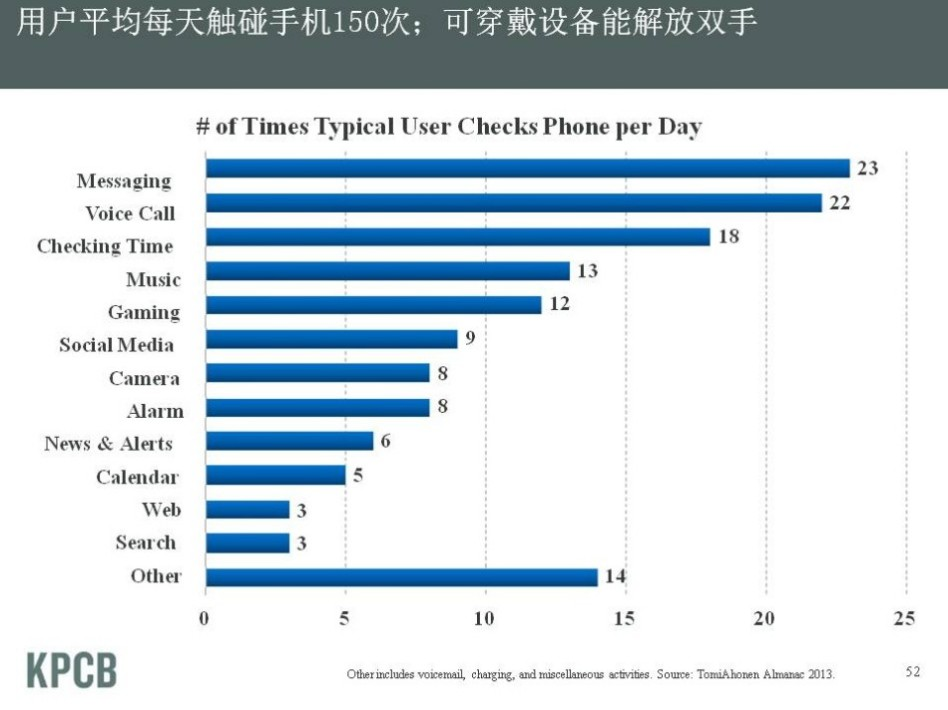 用户平均每天触碰手机150次；可穿戴设备能解放双手
# of Times Typical User Checks Phone per Day
Messaging 23
Voice Call 22
Checking Time 18
Music 13
Gaming 12
Social Media 9
Camera 8
Alarm 8
News & Alerts 6
Calendar 5
Web 3
Search 3
Other 14
0 5 10 15 20 25
KPCB
Other includes voicemail, charging, and miscellaneous activities. Source: TomiAhonen Almanac 2013.
52